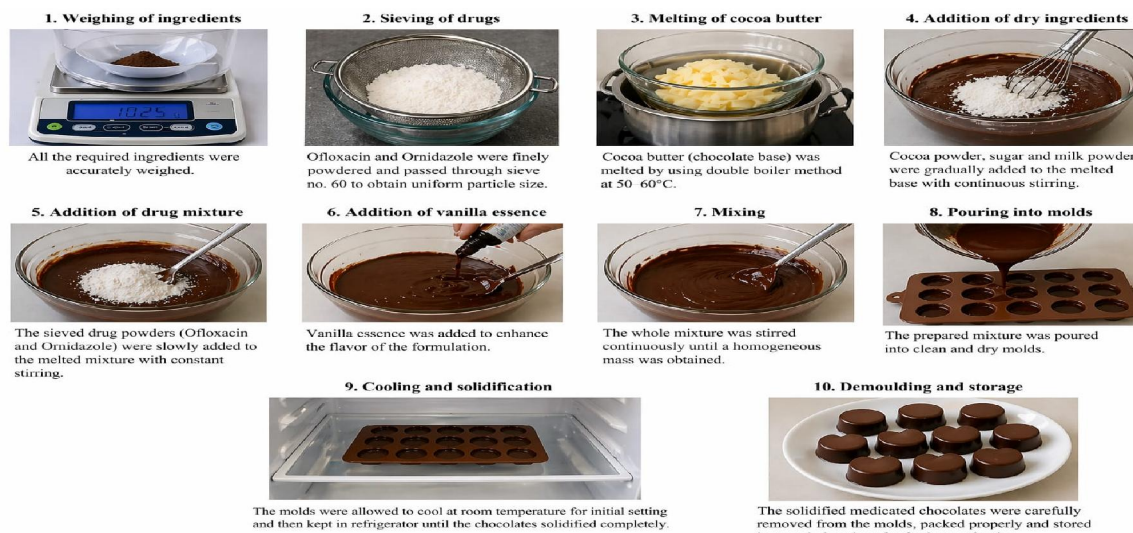 1. Weighing of ingredients
All the required ingredients were
accurately weighed.
2. Sieving of drugs
Ofloxacin and Ornidazole were finely
powdered and passed through sieve
no. 60 to obtain uniform particle size.
3. Melting of cocoa butter
Cocoa butter (chocolate base) was
melted by using double boiler method
at 50–60°C.
4. Addition of dry ingredients
Cocoa powder, sugar and milk powder
were gradually added to the melted
base with continuous stirring.
5. Addition of drug mixture
The sieved drug powders (Ofloxacin
and Ornidazole) were slowly added to
the melted mixture with constant
stirring.
6. Addition of vanilla essence
Vanilla essence was added to enhance
the flavor of the formulation.
7. Mixing
The whole mixture was stirred
continuously until a homogeneous
mass was obtained.
8. Pouring into molds
The prepared mixture was poured
into clean and dry molds.
9. Cooling and solidification
The molds were allowed to cool at room temperature for initial setting
and then kept in refrigerator until the chocolates solidified completely.
10. Demoulding and storage
The solidified medicated chocolates were carefully
removed from the molds, packed properly and stored